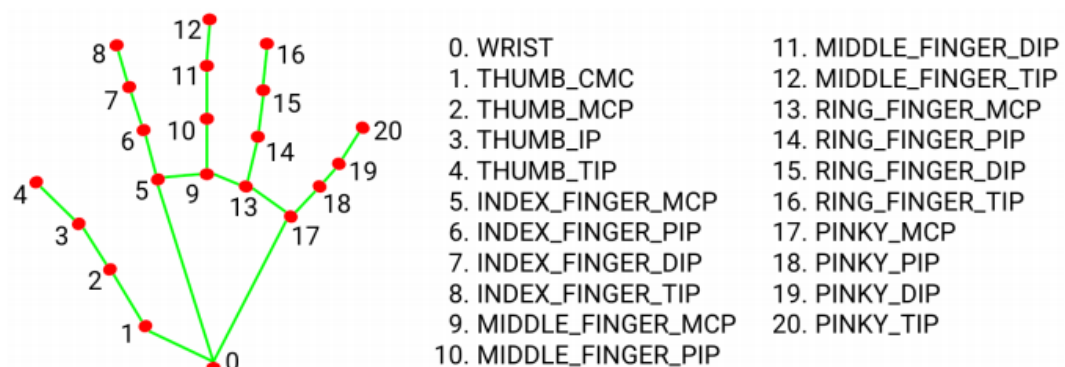 12
8
16
11
7
15
10
6
20
14
4
19
5
9
18
13
3
17
2
1
0
0. WRIST
1. THUMB_CMC
2. THUMB_MCP
3. THUMB_IP
4. THUMB_TIP
5. INDEX_FINGER_MCP
6. INDEX_FINGER_PIP
7. INDEX_FINGER_DIP
8. INDEX_FINGER_TIP
9. MIDDLE_FINGER_MCP
10. MIDDLE_FINGER_PIP
11. MIDDLE_FINGER_DIP
12. MIDDLE_FINGER_TIP
13. RING_FINGER_MCP
14. RING_FINGER_PIP
15. RING_FINGER_DIP
16. RING_FINGER_TIP
17. PINKY_MCP
18. PINKY_PIP
19. PINKY_DIP
20. PINKY_TIP